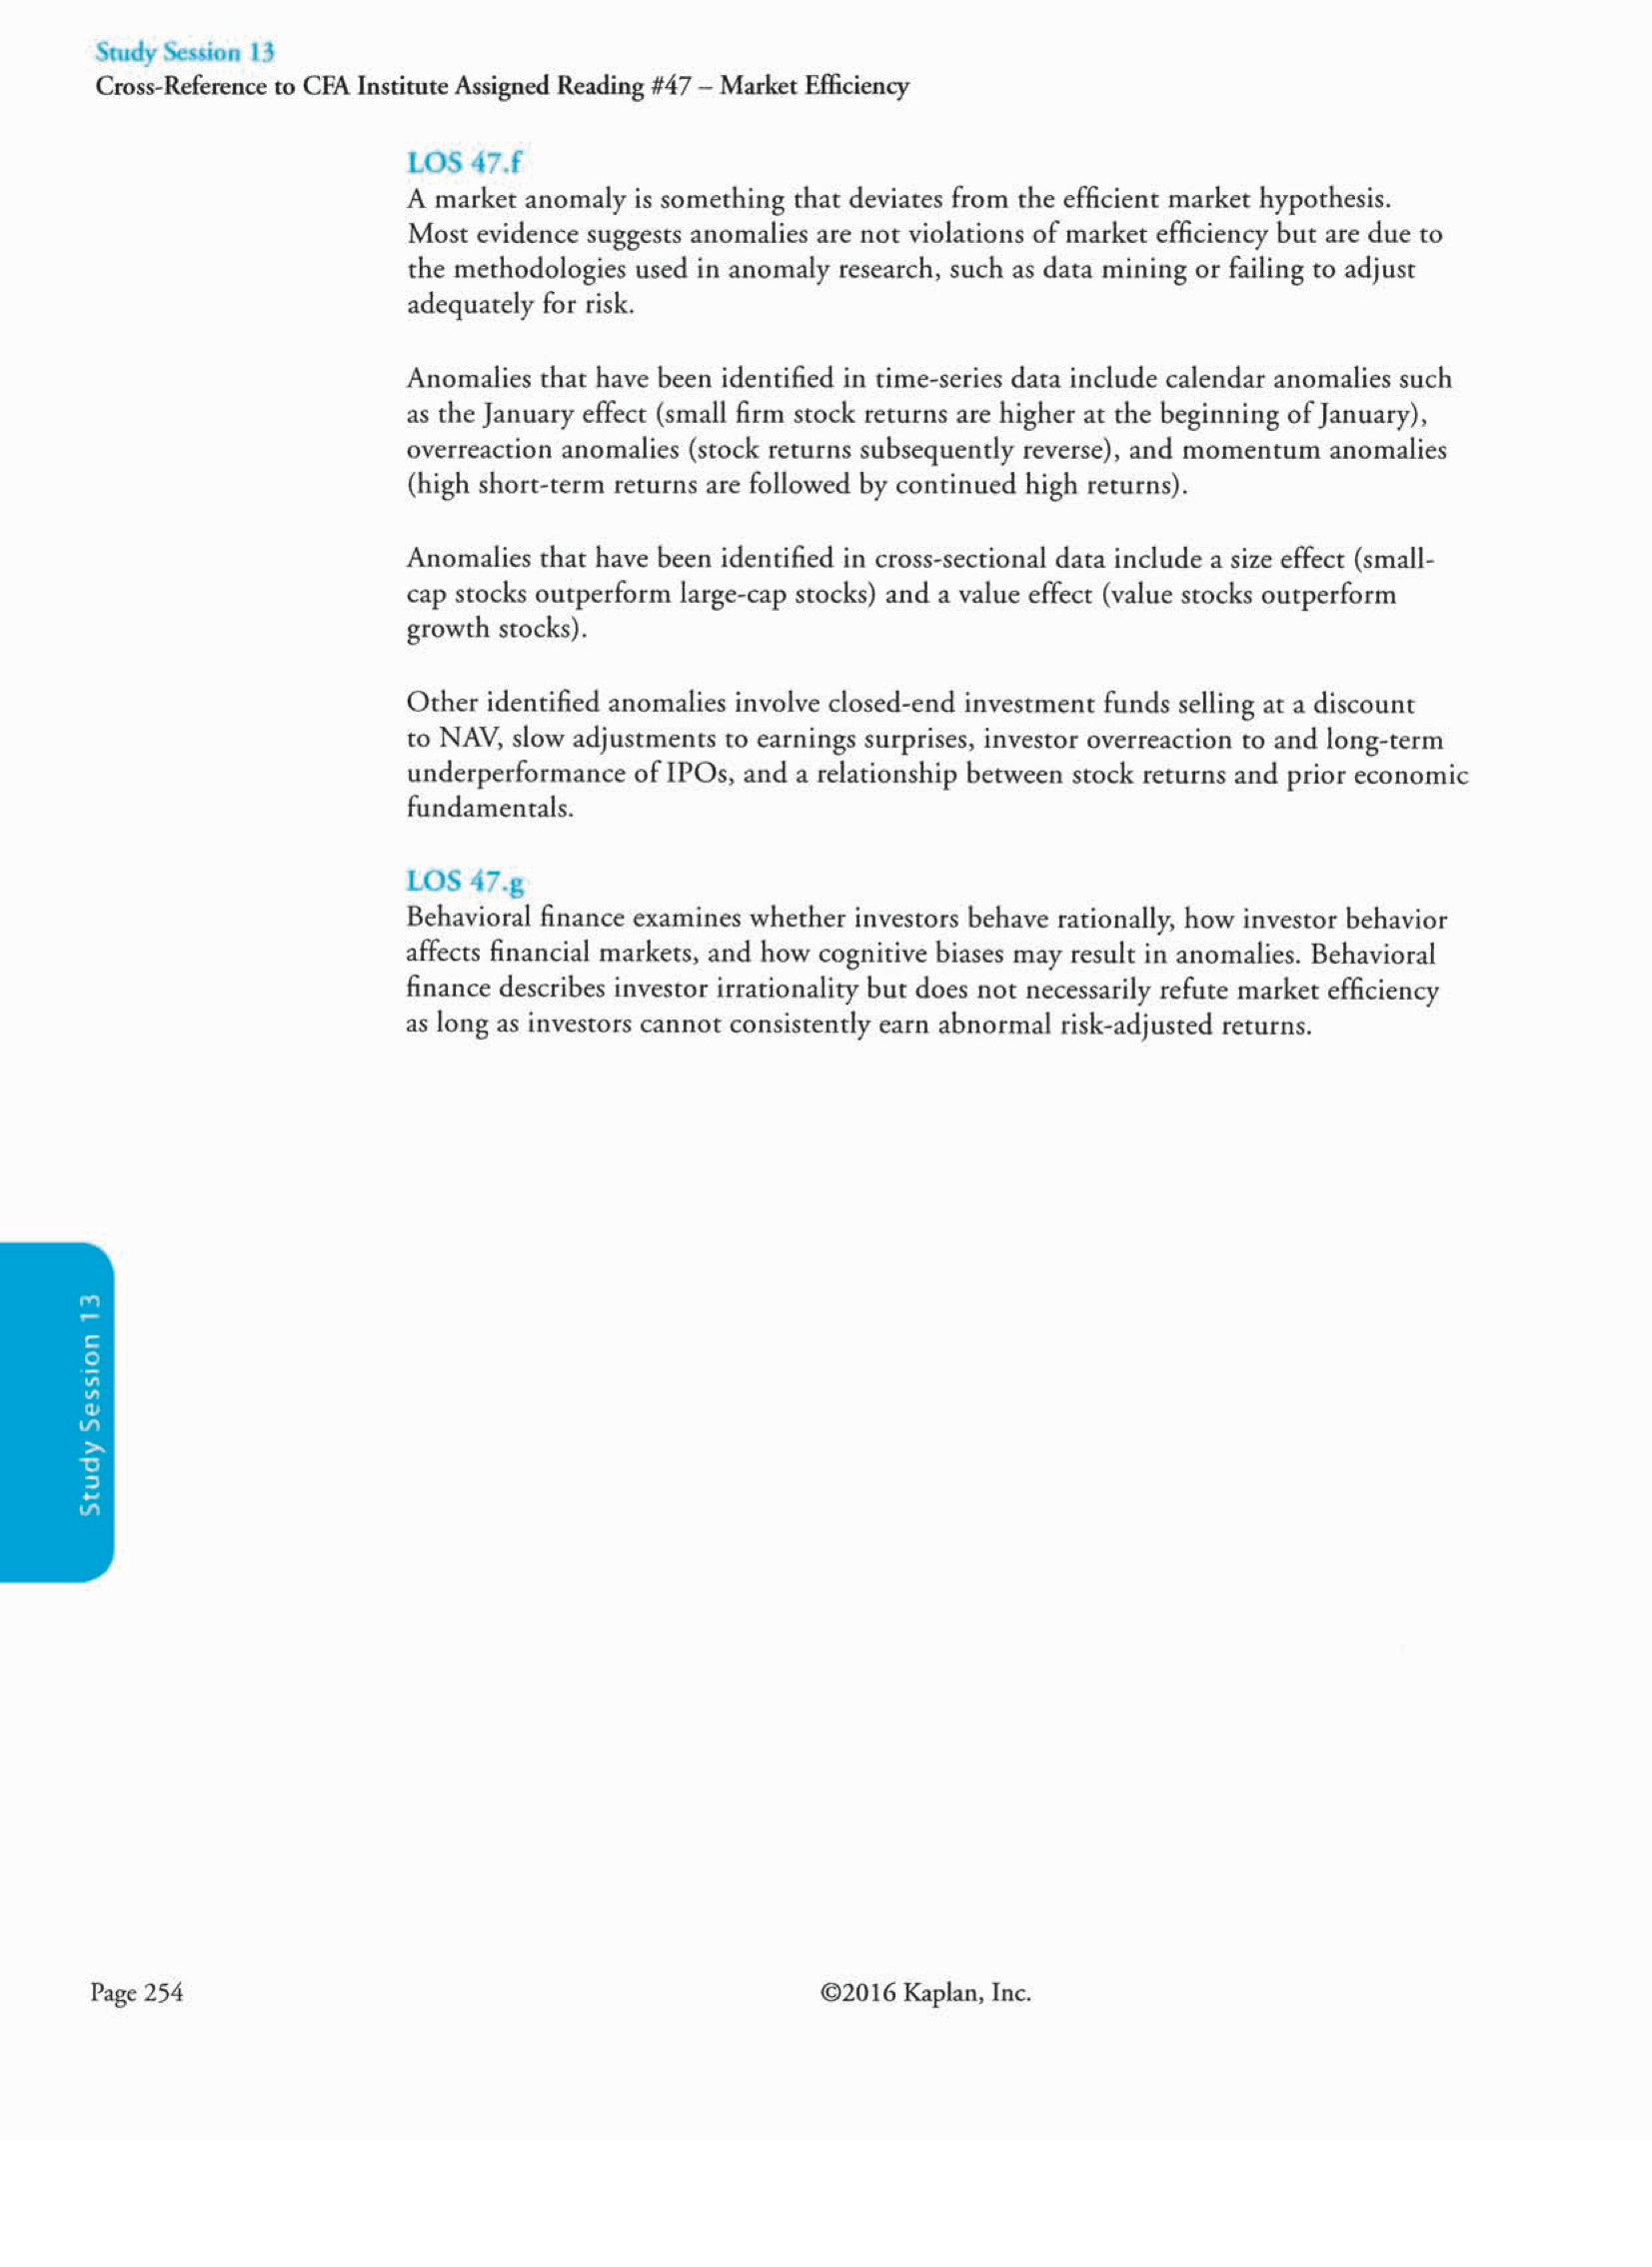 Study Session 13
Cross-Reference to CFA Institute Assigned Reading #47 – Market Efficiency
LOS 47.f
A market anomaly is something that deviates from the efficient market hypothesis.
Most evidence suggests anomalies are not violations of market efficiency but are due to
the methodologies used in anomaly research, such as data mining or failing to adjust
adequately for risk.
Anomalies that have been identified in time-series data include calendar anomalies such
as the January effect (small firm stock returns are higher at the beginning of January),
overreaction anomalies (stock returns subsequently reverse), and momentum anomalies
(high short-term returns are followed by continued high returns).
Anomalies that have been identified in cross-sectional data include a size effect (small-
cap stocks outperform large-cap stocks) and a value effect (value stocks outperform
growth stocks).
Other identified anomalies involve closed-end investment funds selling at a discount
to NAV, slow adjustments to earnings surprises, investor overreaction to and long-term
underperformance of IPOs, and a relationship between stock returns and prior economic
fundamentals.
LOS 47.g
Behavioral finance examines whether investors behave rationally, how investor behavior
affects financial markets, and how cognitive biases may result in anomalies. Behavioral
finance describes investor irrationality but does not necessarily refute market efficiency
as long as investors cannot consistently earn abnormal risk-adjusted returns.
Study Session 13
Page 254
©2016 Kaplan, Inc.